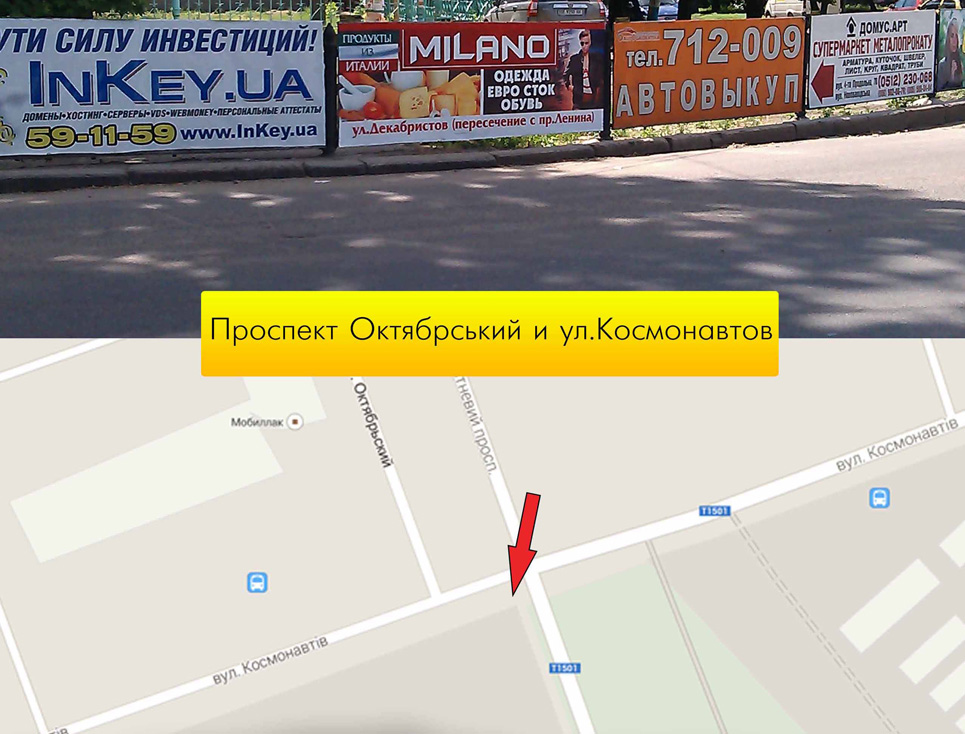 УТИ СИЛУ ИНВЕСТИЦИЙ!
INKEY.UA
ДОМЕНЫ•ХОСТИНГ•СЕРВЕРЫ•VDS•WEBMONEY•ПЕРСОНАЛЬНЫЕ АТТЕСТАТЫ
59-11-59 www.InKey.ua
ПРОДУКТЫ
ИЗ
ИТАЛИИ
MILANO
ОДЕЖДА
ЕВРО СТОК
ОБУВЬ
ул.Декабристов (пересечение с пр.Ленина)
тел.712-009
АВТОВЫКУП
ДОМУС.АРТ
СУПЕРМАРКЕТ МЕТАЛОПРОКАТУ
АРМАТУРА, КУТОЧОК, ШВЕЛЕР,
ЛИСТ, КРУГ, КВАДРАТ, ТРУБИ
(0512) 230-068
Проспект Октябрський и ул.Космонавтов
Мобиллак
. Октябрьский
тневий просп.
вул. Космонавтів
T1501
вул. Космонавтів
T1501
ів